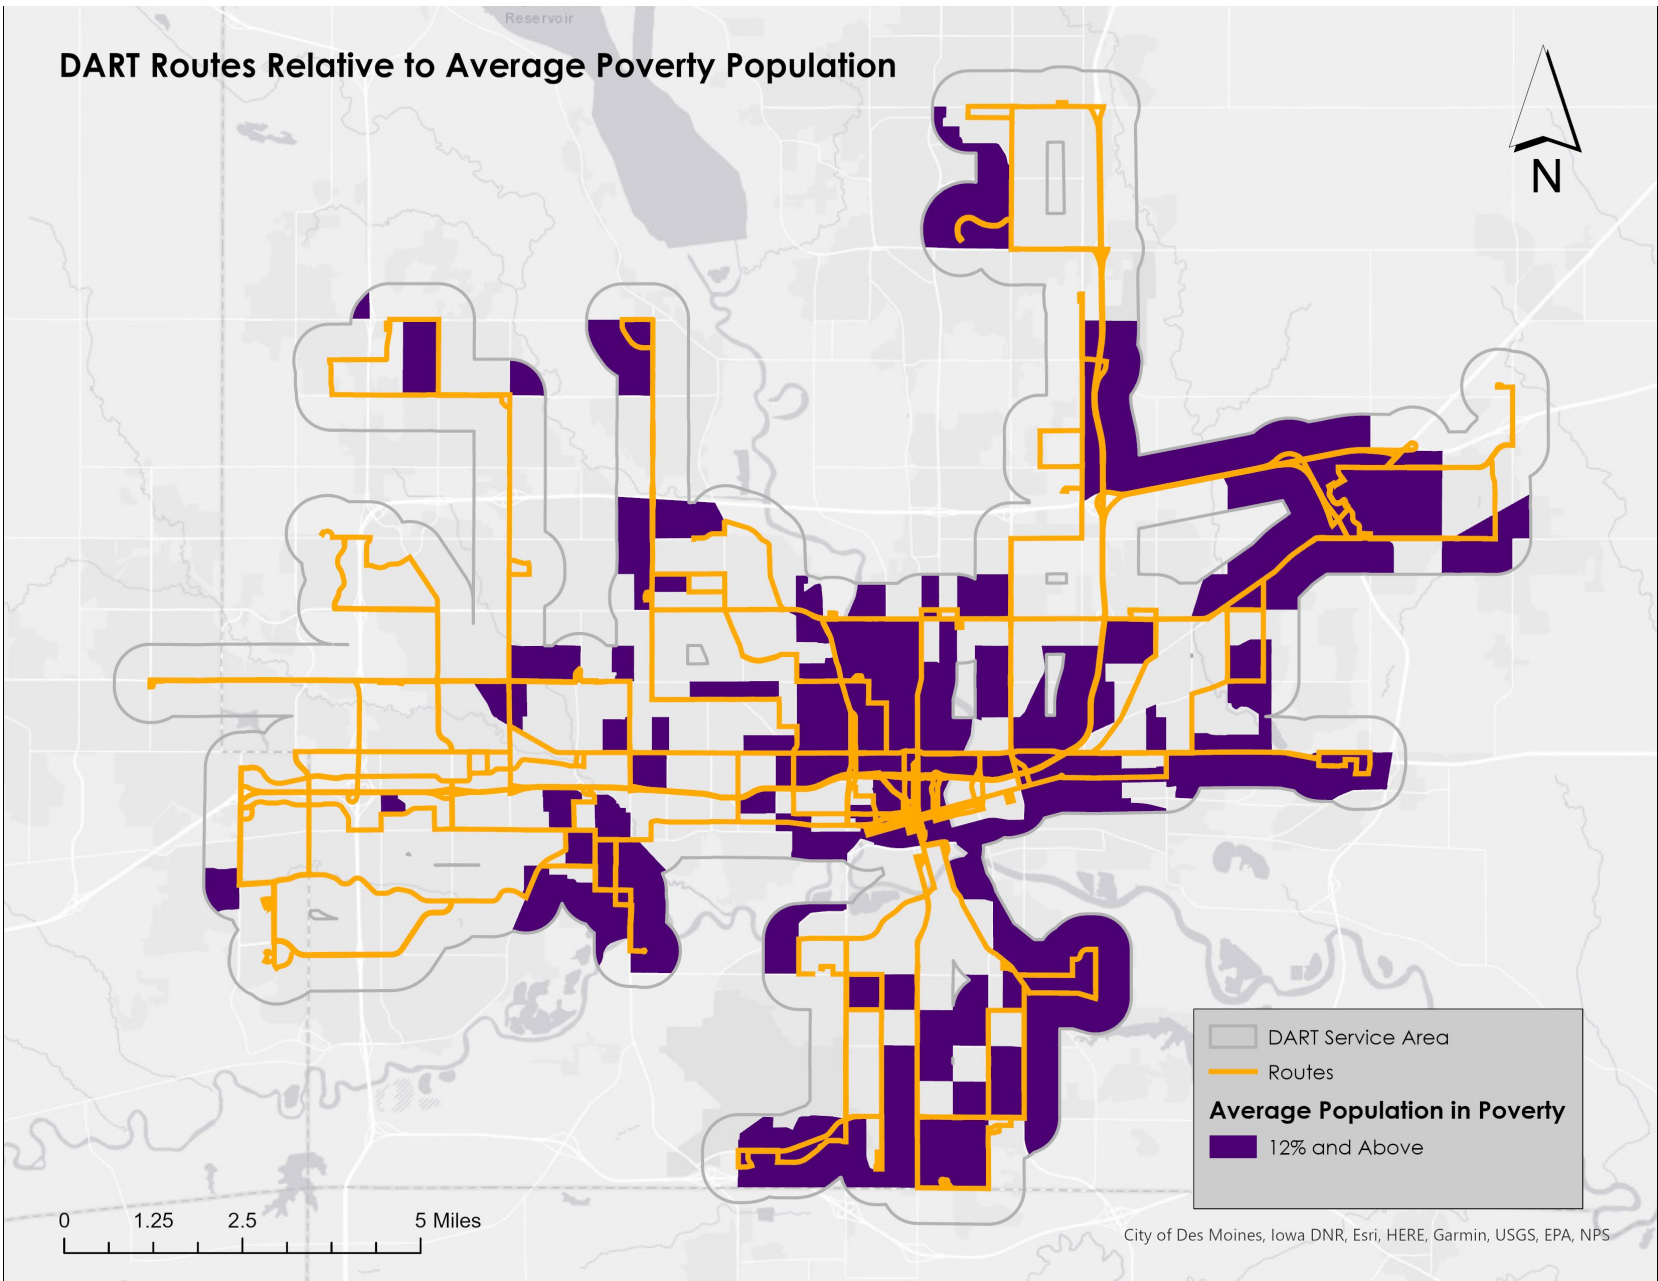 Reservoir
DART Routes Relative to Average Poverty Population
N
DART Service Area
Routes
Average Population in Poverty
12% and Above
0 1.25 2.5 5 Miles
City of Des Moines, Iowa DNR, Esri, HERE, Garmin, USGS, EPA, NPS